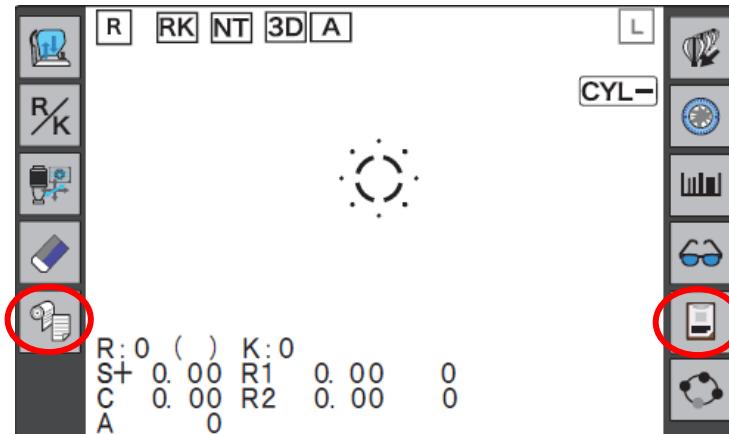 R RK NT 3D A L
CYL−
R/K
R:0 ( ) K:0
S+ 0.00 R1 0.00 0
C 0.00 R2 0.00 0
A 0